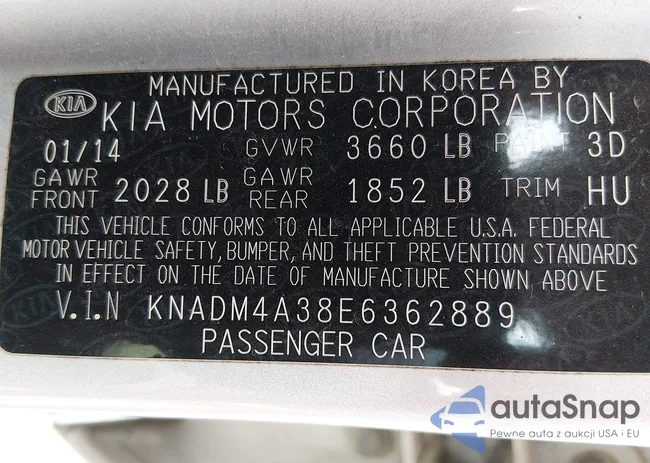 MANUFACTURED IN KOREA BY
KIA KIA MOTORS CORPORATION
01/14 GVWR 3660 LB PAINT 3D
GAWR FRONT 2028 LB GAWR REAR 1852 LB TRIM HU
THIS VEHICLE CONFORMS TO ALL APPLICABLE U.S.A. FEDERAL
MOTOR VEHICLE SAFETY, BUMPER, AND THEFT PREVENTION STANDARDS
IN EFFECT ON THE DATE OF MANUFACTURE SHOWN ABOVE
V.I.N KNADM4A38E6362889
PASSENGER CAR
autaSnap
Pewne auta z aukcji USA i EU